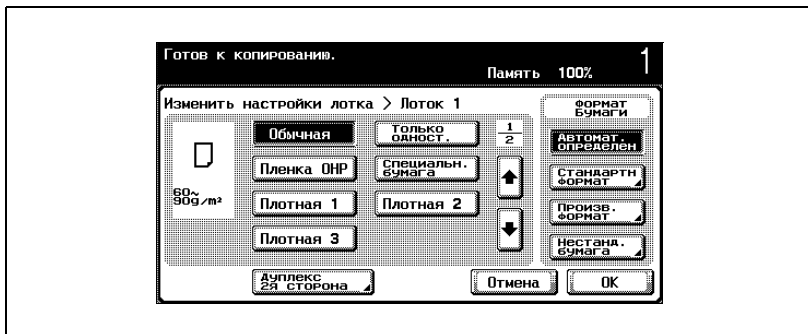 Готов к копированию.
Память 100%
1
Изменить настройки лотка > Лоток 1
Формат
бумаги
Обычная
Только
одност.
1
2
Автомат.
определен
Пленка OHP
Специальн.
бумага
Стандартн
формат
60~
90g/m²
Плотная 1
Плотная 2
Произв.
формат
Плотная 3
Нестанд.
бумага
Дуплекс
2я сторона
Отмена
OK